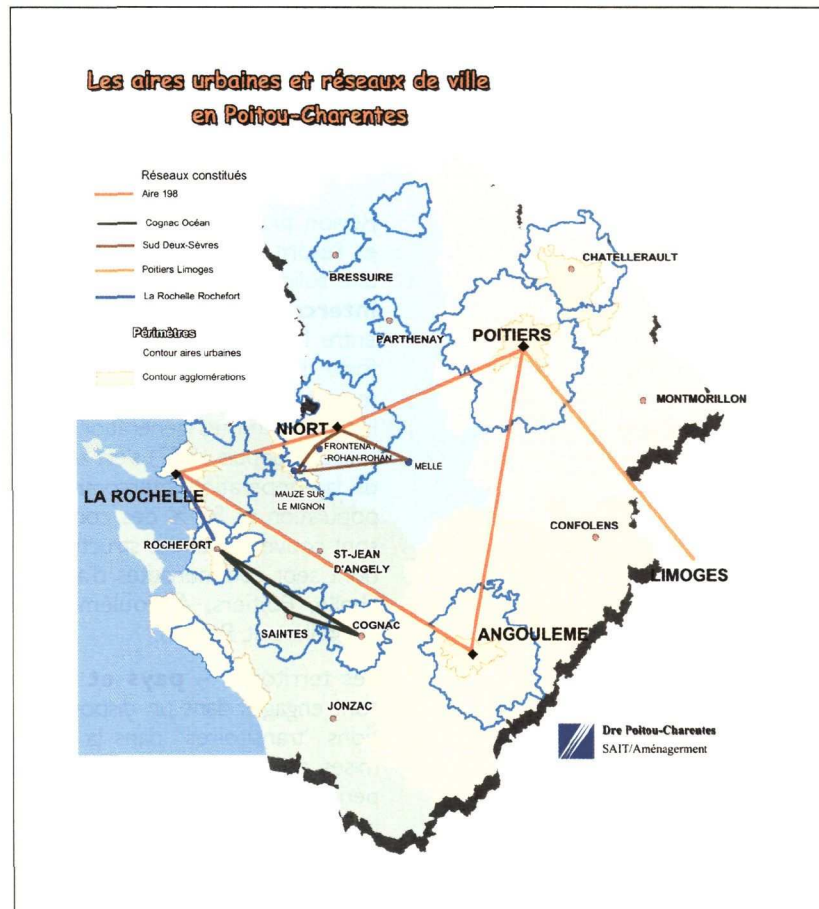 Les aires urbaines et réseaux de ville
en Poitou-Charentes
Réseaux constitués
Aire 198
Cognac Océan
Sud Deux-Sèvres
Poitiers Limoges
La Rochelle Rochefort
Périmètres
Contour aires urbaines
Contour agglomérations
BRESSUIRE
CHATELLERAULT
PARTHENAY
POITIERS
MONTMORILLON
NIORT
FRONTENAY
-ROHAN-ROHAN
MELLE
MAUZE SUR
LE MIGNON
LA ROCHELLE
ROCHEFORT
ST-JEAN
D'ANGELY
CONFOLENS
LIMOGES
SAINTES
COGNAC
ANGOULEME
JONZAC
Dre Poitou-Charentes
SAIT/Aménagement